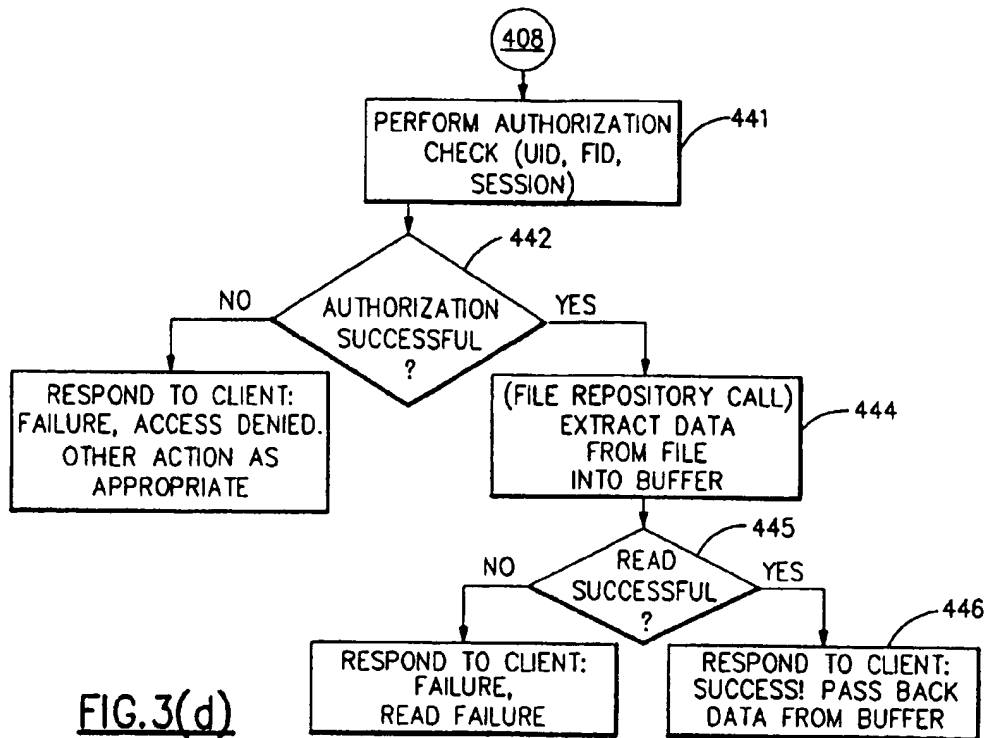 408
PERFORM AUTHORIZATION
CHECK (UID, FID,
SESSION)
441
442
AUTHORIZATION
SUCCESSFUL
?
NO
YES
RESPOND TO CLIENT:
FAILURE, ACCESS DENIED.
OTHER ACTION AS
APPROPRIATE
(FILE REPOSITORY CALL)
EXTRACT DATA
FROM FILE
INTO BUFFER
444
445
READ
SUCCESSFUL
?
NO
YES
RESPOND TO CLIENT:
FAILURE,
READ FAILURE
446
RESPOND TO CLIENT:
SUCCESS! PASS BACK
DATA FROM BUFFER
FIG.3(d)